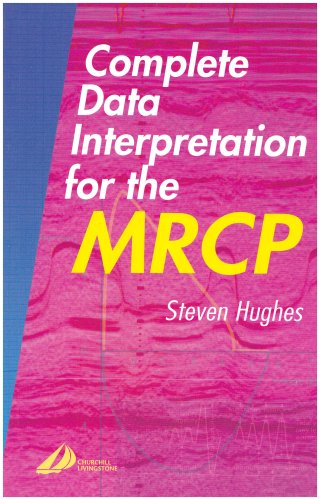 Complete
Data
Interpretation
for the
MRCP
Steven Hughes
CHURCHILL
LIVINGSTONE